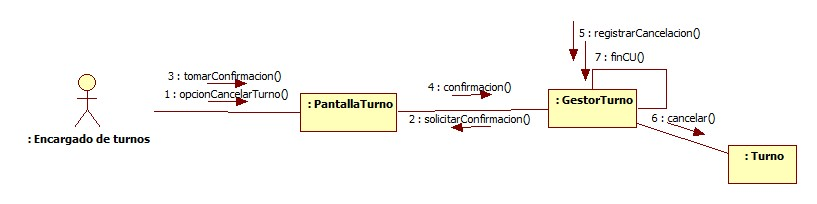 5 : registrarCancelacion()
7 : finCU()
3 : tomarConfirmacion()
4 : confirmacion()
1 : opcionCancelarTurno()
: PantallaTurno
: GestorTurno
2 : solicitarConfirmacion()
6 : cancelar()
: Encargado de turnos
: Turno